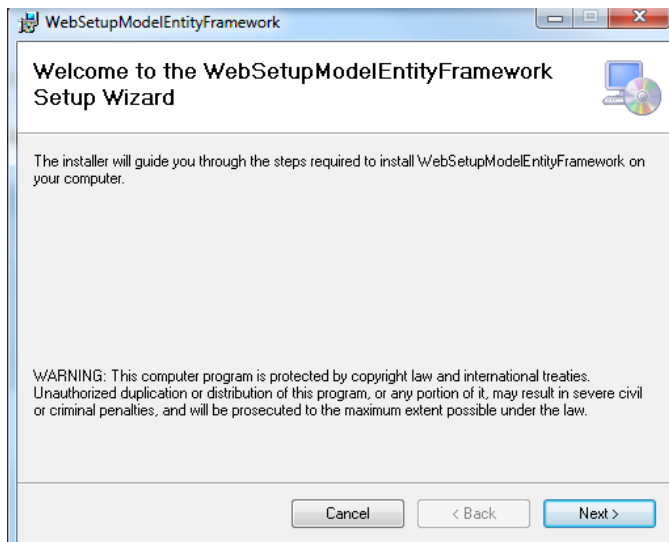 WebSetupModelEntityFramework
Welcome to the WebSetupModelEntityFramework
Setup Wizard
The installer will guide you through the steps required to install WebSetupModelEntityFramework on
your computer.
WARNING: This computer program is protected by copyright law and international treaties.
Unauthorized duplication or distribution of this program, or any portion of it, may result in severe civil
or criminal penalties, and will be prosecuted to the maximum extent possible under the law.
Cancel
< Back
Next >